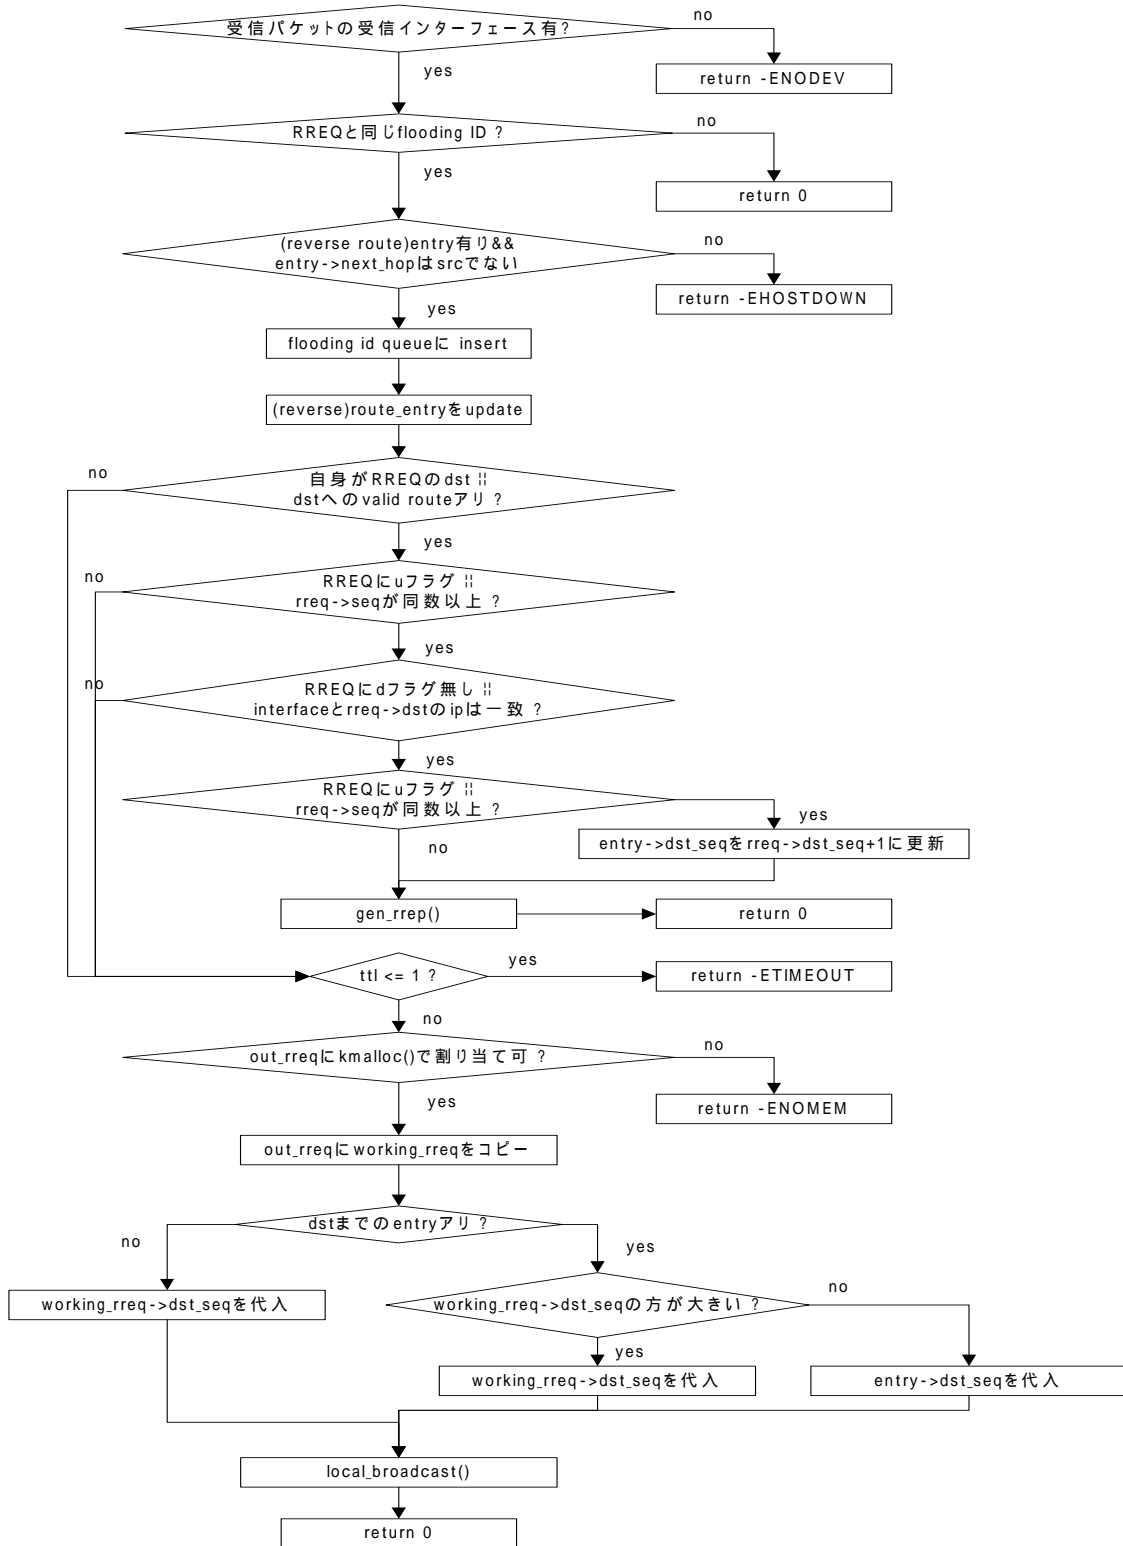 受信パケットの受信インターフェース有?
no
yes
return -ENODEV
RREQと同じflooding ID ?
no
yes
return 0
(reverse route)entry有り&&
entry->next_hopはsrcでない
no
return -EHOSTDOWN
yes
flooding id queueに insert
(reverse)route_entryをupdate
no
自身がRREQのdst ||
dstへのvalid routeアリ ?
yes
no
RREQにuフラグ ||
rreq->seqが同数以上 ?
yes
no
RREQにdフラグ無し ||
interfaceとrreq->dstのipは一致 ?
yes
RREQにuフラグ ||
rreq->seqが同数以上 ?
yes
no
entry->dst_seqをrreq->dst_seq+1に更新
gen_rrep()
return 0
ttl <= 1 ?
yes
return -ETIMEOUT
no
out_rreqにkmalloc()で割り当て可 ?
no
yes
return -ENOMEM
out_rreqにworking_rreqをコピー
dstまでのentryアリ ?
no
yes
working_rreq->dst_seqを代入
working_rreq->dst_seqの方が大きい ?
no
yes
working_rreq->dst_seqを代入
entry->dst_seqを代入
local_broadcast()
return 0